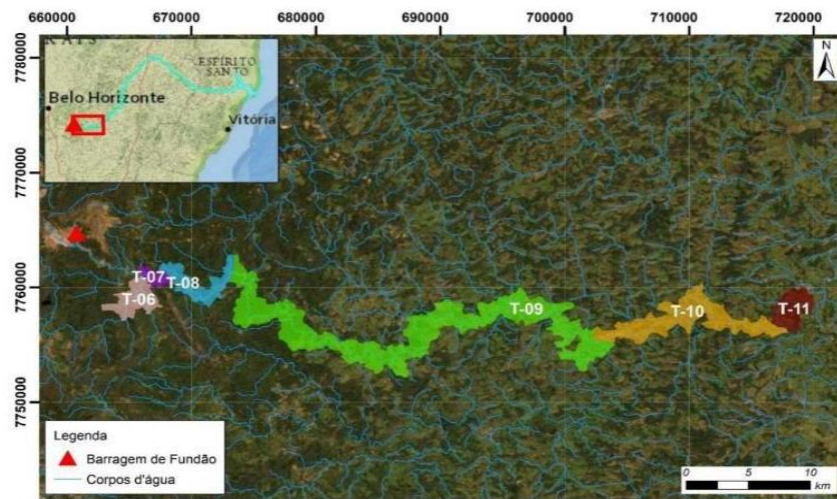 660000 670000 680000 690000 700000 710000 720000
7780000
7770000
7760000
7750000
ESPÍRITO
SANTO
Belo Horizonte
Vitória
N
T-07
T-08
T-06
T-09
T-10
T-11
Legenda
Barragem de Fundão
Corpos d'água
0 5 10
km